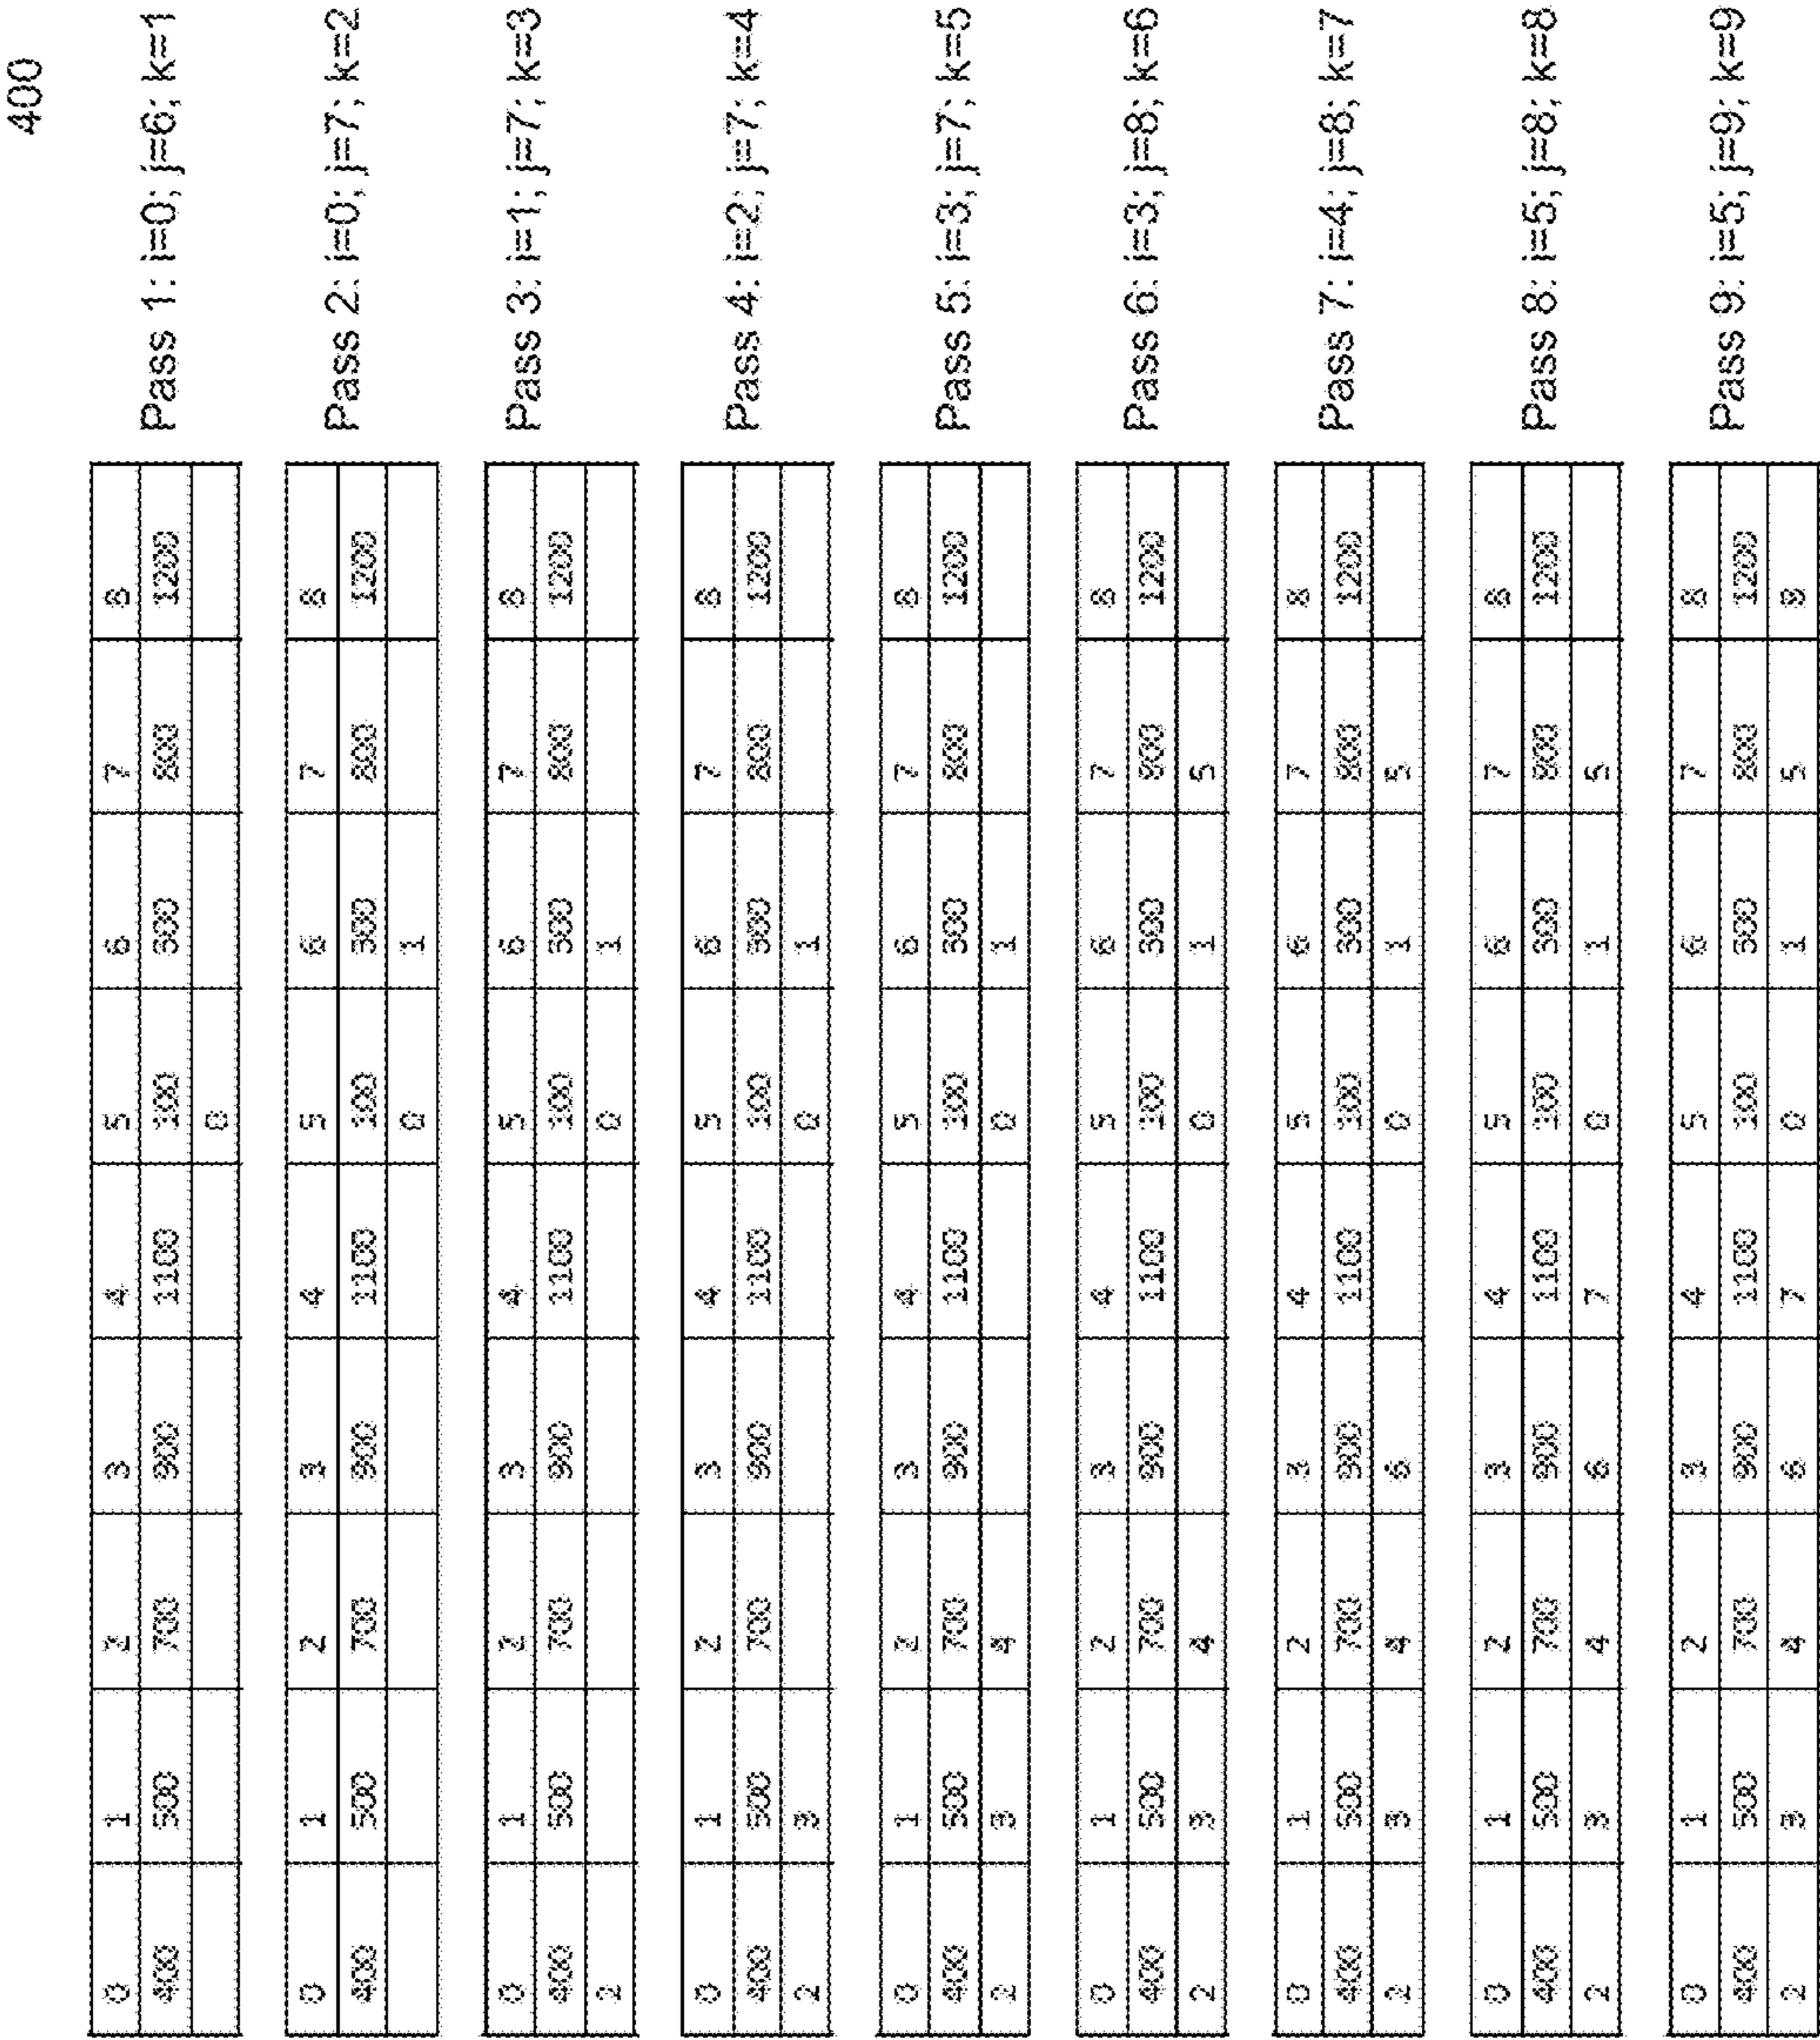 400
0 1 2 3 4 5 6 7 8
400 500 700 900 1100 100 300 800 1200
0
Pass 1: i=0; j=6; k=1
0 1 2 3 4 5 6 7 8
400 500 700 900 1100 100 300 800 1200
0 1
Pass 2: i=0; j=7; k=2
0 1 2 3 4 5 6 7 8
400 500 700 900 1100 100 300 800 1200
2 0 1
Pass 3: i=1; j=7; k=3
0 1 2 3 4 5 6 7 8
400 500 700 900 1100 100 300 800 1200
2 3 0 1
Pass 4: i=2; j=7; k=4
0 1 2 3 4 5 6 7 8
400 500 700 900 1100 100 300 800 1200
2 3 4 0 1
Pass 5: i=3; j=7; k=5
0 1 2 3 4 5 6 7 8
400 500 700 900 1100 100 300 800 1200
2 3 4 0 1 5
Pass 6: i=3; j=8; k=6
0 1 2 3 4 5 6 7 8
400 500 700 900 1100 100 300 800 1200
2 3 4 6 0 1 5
Pass 7: i=4; j=8; k=7
0 1 2 3 4 5 6 7 8
400 500 700 900 1100 100 300 800 1200
2 3 4 6 7 0 1 5
Pass 8: i=5; j=8; k=8
0 1 2 3 4 5 6 7 8
400 500 700 900 1100 100 300 800 1200
2 3 4 6 7 0 1 5 8
Pass 9: i=5; j=9; k=9